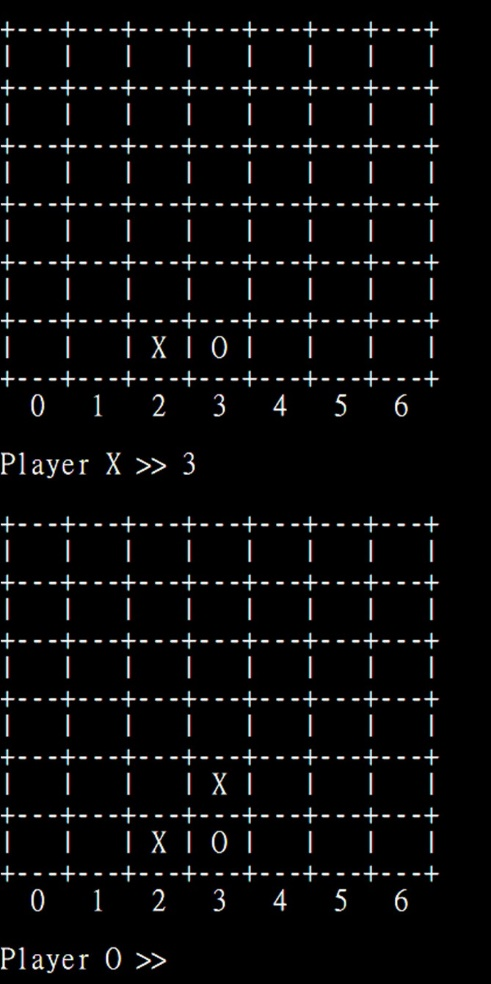 +---+---+---+---+---+---+---+
|   |   |   |   |   |   |   |
+---+---+---+---+---+---+---+
|   |   |   |   |   |   |   |
+---+---+---+---+---+---+---+
|   |   |   |   |   |   |   |
+---+---+---+---+---+---+---+
|   |   |   |   |   |   |   |
+---+---+---+---+---+---+---+
|   |   |   |   |   |   |   |
+---+---+---+---+---+---+---+
|   |   | X | O |   |   |   |
+---+---+---+---+---+---+---+
  0   1   2   3   4   5   6
Player X >> 3
+---+---+---+---+---+---+---+
|   |   |   |   |   |   |   |
+---+---+---+---+---+---+---+
|   |   |   |   |   |   |   |
+---+---+---+---+---+---+---+
|   |   |   |   |   |   |   |
+---+---+---+---+---+---+---+
|   |   |   |   |   |   |   |
+---+---+---+---+---+---+---+
|   |   |   | X |   |   |   |
+---+---+---+---+---+---+---+
|   |   | X | O |   |   |   |
+---+---+---+---+---+---+---+
  0   1   2   3   4   5   6
Player O >>